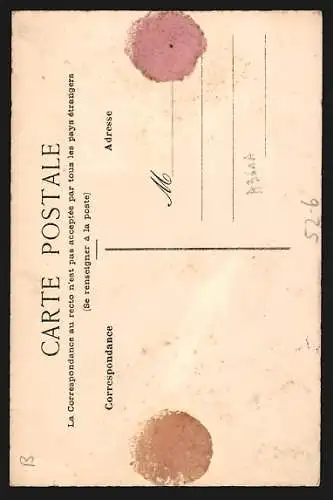 CARTE POSTALE
La Correspondance au recto n'est pas acceptée par tous les pays étrangers
(Se renseigner à la poste)
Correspondance
Adresse
M
52-6
B